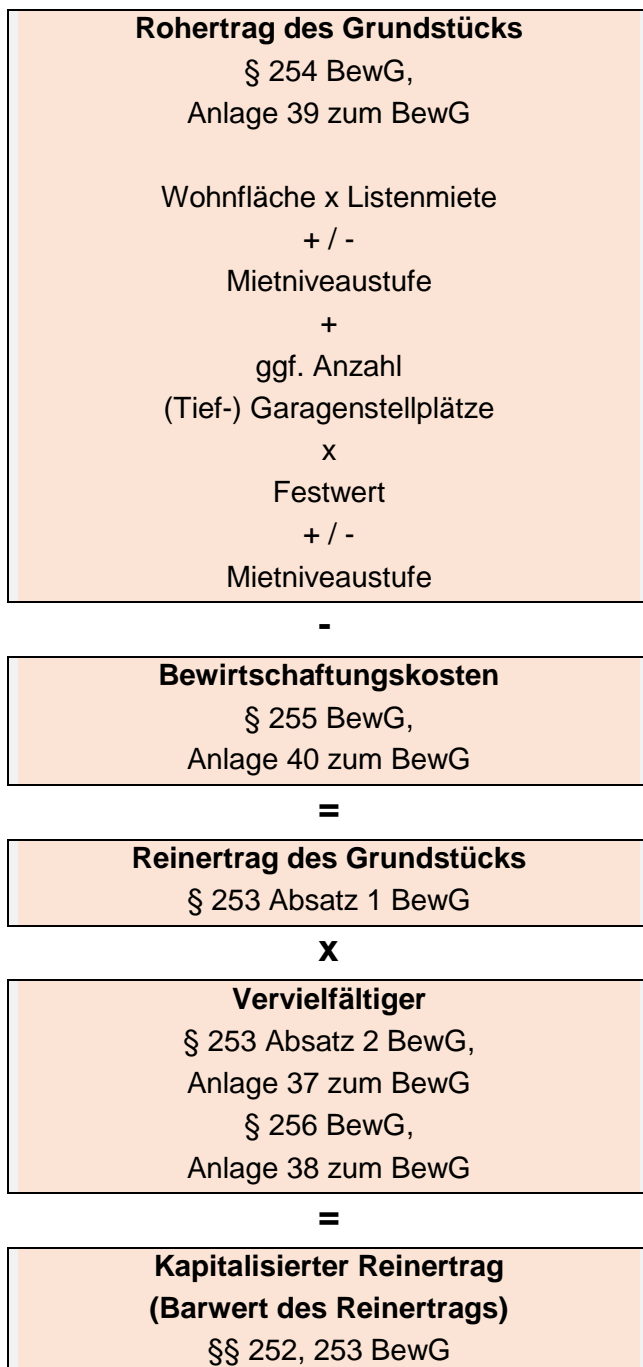 Rohertrag des Grundstücks
§ 254 BewG,
Anlage 39 zum BewG
Wohnfläche x Listenmiete
+ / -
Mietniveaustufe
+
ggf. Anzahl
(Tief-) Garagenstellplätze
x
Festwert
+ / -
Mietniveaustufe
-
Bewirtschaftungskosten
§ 255 BewG,
Anlage 40 zum BewG
=
Reinertrag des Grundstücks
§ 253 Absatz 1 BewG
x
Vervielfältiger
§ 253 Absatz 2 BewG,
Anlage 37 zum BewG
§ 256 BewG,
Anlage 38 zum BewG
=
Kapitalisierter Reinertrag
(Barwert des Reinertrags)
§§ 252, 253 BewG